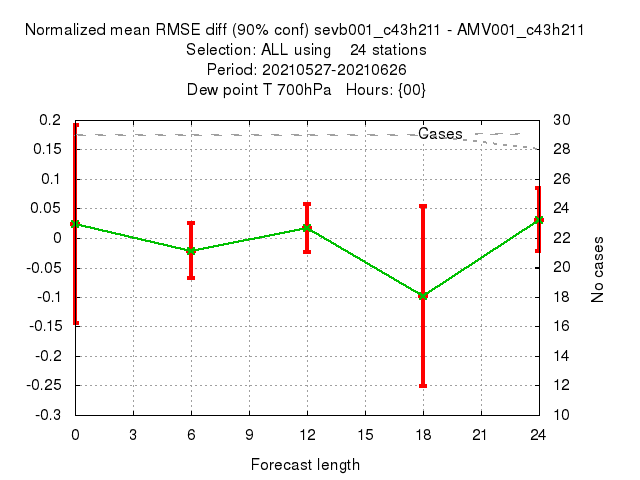 Normalized mean RMSE diff (90% conf) sevb001_c43h211 - AMV001_c43h211
Selection: ALL using    24 stations
Period: 20210527-20210626
Dew point T 700hPa   Hours: {00}
Cases
0.2
0.15
0.1
0.05
0
-0.05
-0.1
-0.15
-0.2
-0.25
-0.3
30
28
26
24
22
20
18
16
14
12
10
No cases
0 3 6 9 12 15 18 21 24
Forecast length